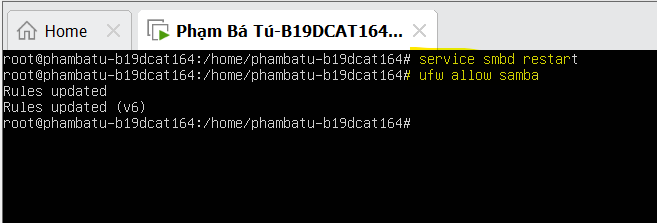 Home
Phạm Bá Tú-B19DCAT164...
root@phambatu-b19dcat164:/home/phambatu-b19dcat164# service smbd restart
root@phambatu-b19dcat164:/home/phambatu-b19dcat164# ufw allow samba
Rules updated
Rules updated (v6)
root@phambatu-b19dcat164:/home/phambatu-b19dcat164#